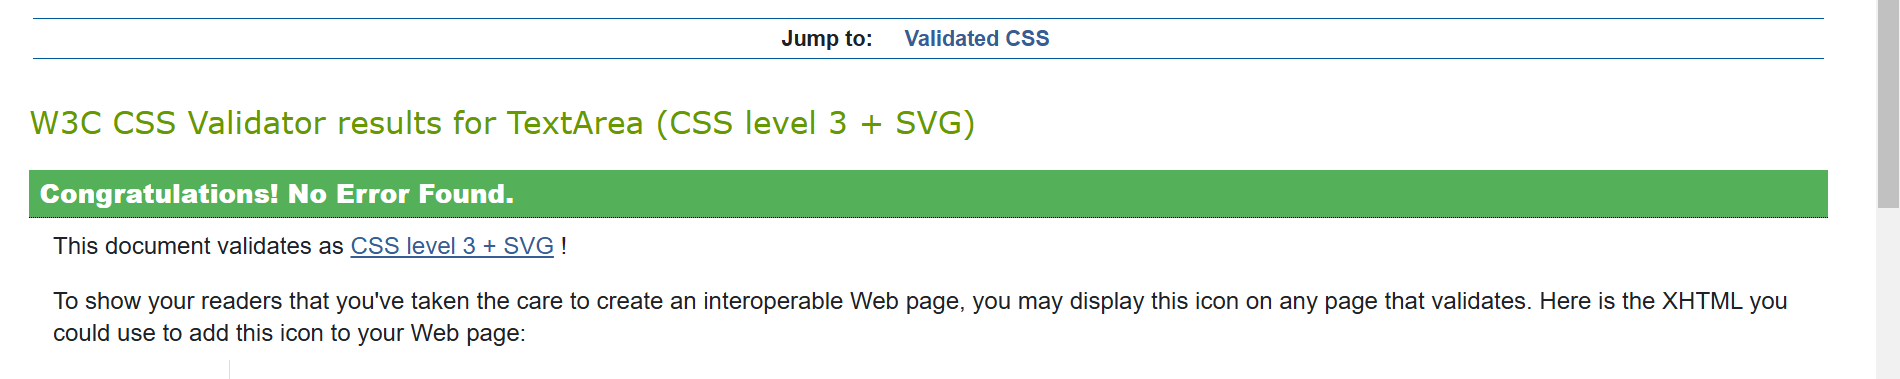 Jump to: Validated CSS
W3C CSS Validator results for TextArea (CSS level 3 + SVG)
Congratulations! No Error Found.
This document validates as CSS level 3 + SVG !
To show your readers that you've taken the care to create an interoperable Web page, you may display this icon on any page that validates. Here is the XHTML you
could use to add this icon to your Web page: